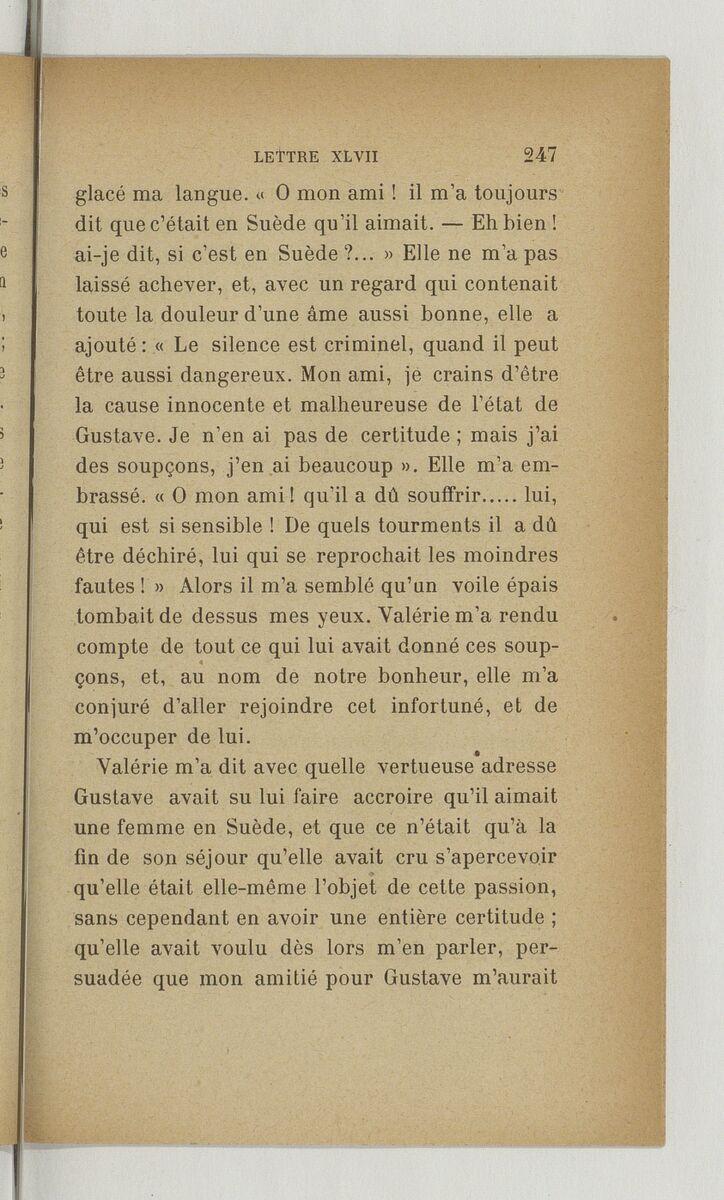 LETTRE XLVII 247
glacé ma langue. « O mon ami ! il m'a toujours
dit que c'était en Suède qu'il aimait. — Eh bien !
ai-je dit, si c'est en Suède ?... » Elle ne m'a pas
laissé achever, et, avec un regard qui contenait
toute la douleur d'une âme aussi bonne, elle a
ajouté : « Le silence est criminel, quand il peut
être aussi dangereux. Mon ami, je crains d'être
la cause innocente et malheureuse de l'état de
Gustave. Je n'en ai pas de certitude ; mais j'ai
des soupçons, j'en ai beaucoup ». Elle m'a em-
brassé. « O mon ami ! qu'il a dû souffrir..... lui,
qui est si sensible ! De quels tourments il a dû
être déchiré, lui qui se reprochait les moindres
fautes ! » Alors il m'a semblé qu'un voile épais
tombait de dessus mes yeux. Valérie m'a rendu
compte de tout ce qui lui avait donné ces soup-
çons, et, au nom de notre bonheur, elle m'a
conjuré d'aller rejoindre cet infortuné, et de
m'occuper de lui.
Valérie m'a dit avec quelle vertueuse adresse
Gustave avait su lui faire accroire qu'il aimait
une femme en Suède, et que ce n'était qu'à la
fin de son séjour qu'elle avait cru s'apercevoir
qu'elle était elle-même l'objet de cette passion,
sans cependant en avoir une entière certitude ;
qu'elle avait voulu dès lors m'en parler, per-
suadée que mon amitié pour Gustave m'aurait